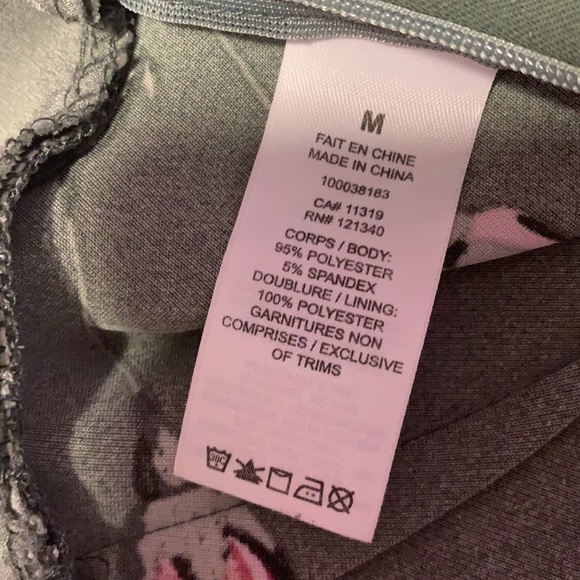 M
FAIT EN CHINE
MADE IN CHINA
100038183
CA# 11319
RN# 121340
CORPS / BODY:
95% POLYESTER
5% SPANDEX
DOUBLURE / LINING:
100% POLYESTER
GARNITURES NON
COMPRISES / EXCLUSIVE
OF TRIMS
30C